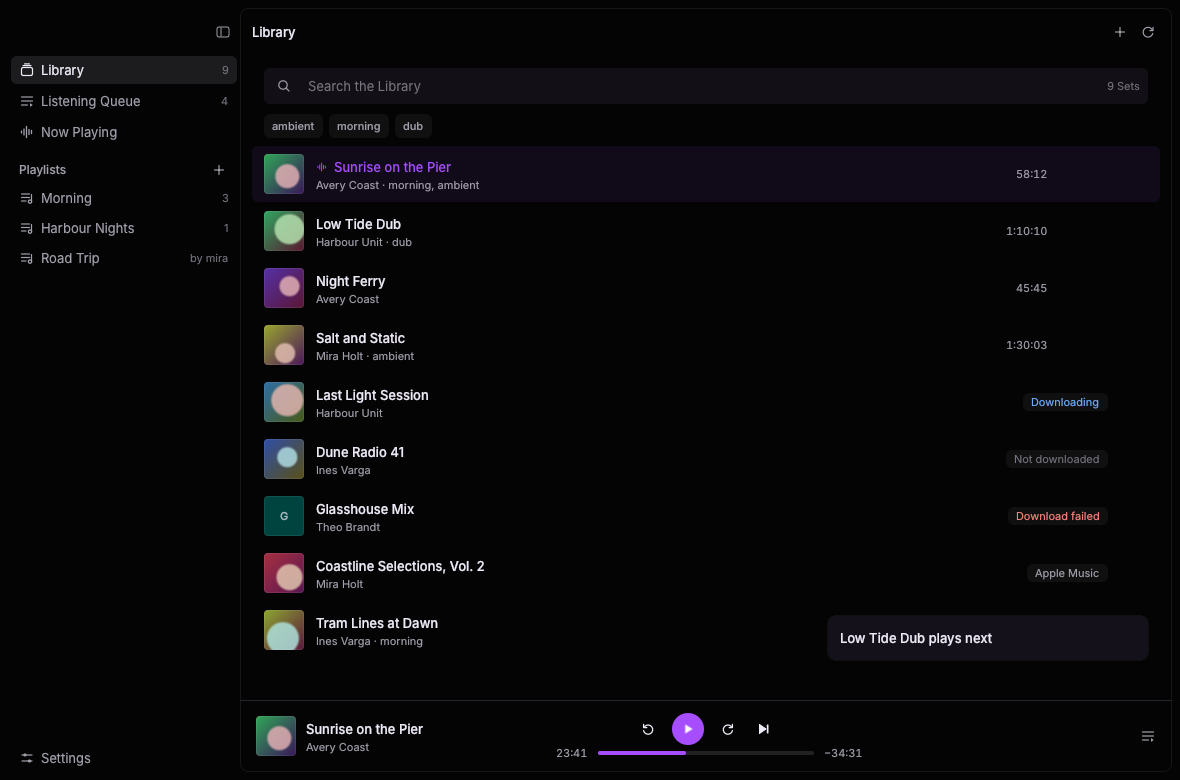 Library
Library 9
Listening Queue 4
Now Playing
Playlists
Morning 3
Harbour Nights 1
Road Trip by mira
Settings
Search the Library 9 Sets
ambient morning dub
Sunrise on the Pier 58:12
Avery Coast · morning, ambient
Low Tide Dub 1:10:10
Harbour Unit · dub
Night Ferry 45:45
Avery Coast
Salt and Static 1:30:03
Mira Holt · ambient
Last Light Session Downloading
Harbour Unit
Dune Radio 41 Not downloaded
Ines Varga
G
Glasshouse Mix Download failed
Theo Brandt
Coastline Selections, Vol. 2 Apple Music
Mira Holt
Tram Lines at Dawn
Ines Varga · morning
Low Tide Dub plays next
Sunrise on the Pier
Avery Coast
23:41 −34:31